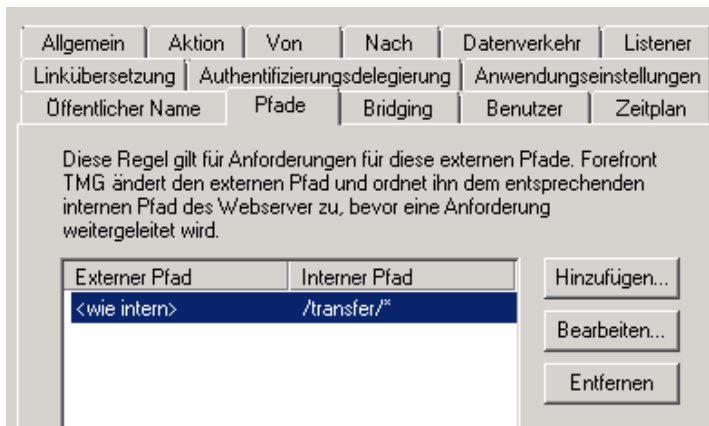 Allgemein Aktion Von Nach Datenverkehr Listener
Linkübersetzung Authentifizierungsdelegierung Anwendungseinstellungen
Öffentlicher Name Pfade Bridging Benutzer Zeitplan
Diese Regel gilt für Anforderungen für diese externen Pfade. Forefront
TMG ändert den externen Pfad und ordnet ihn dem entsprechenden
internen Pfad des Webserver zu, bevor eine Anforderung
weitergeleitet wird.
Externer Pfad Interner Pfad
<wie intern> /transfer/*
Hinzufügen...
Bearbeiten...
Entfernen